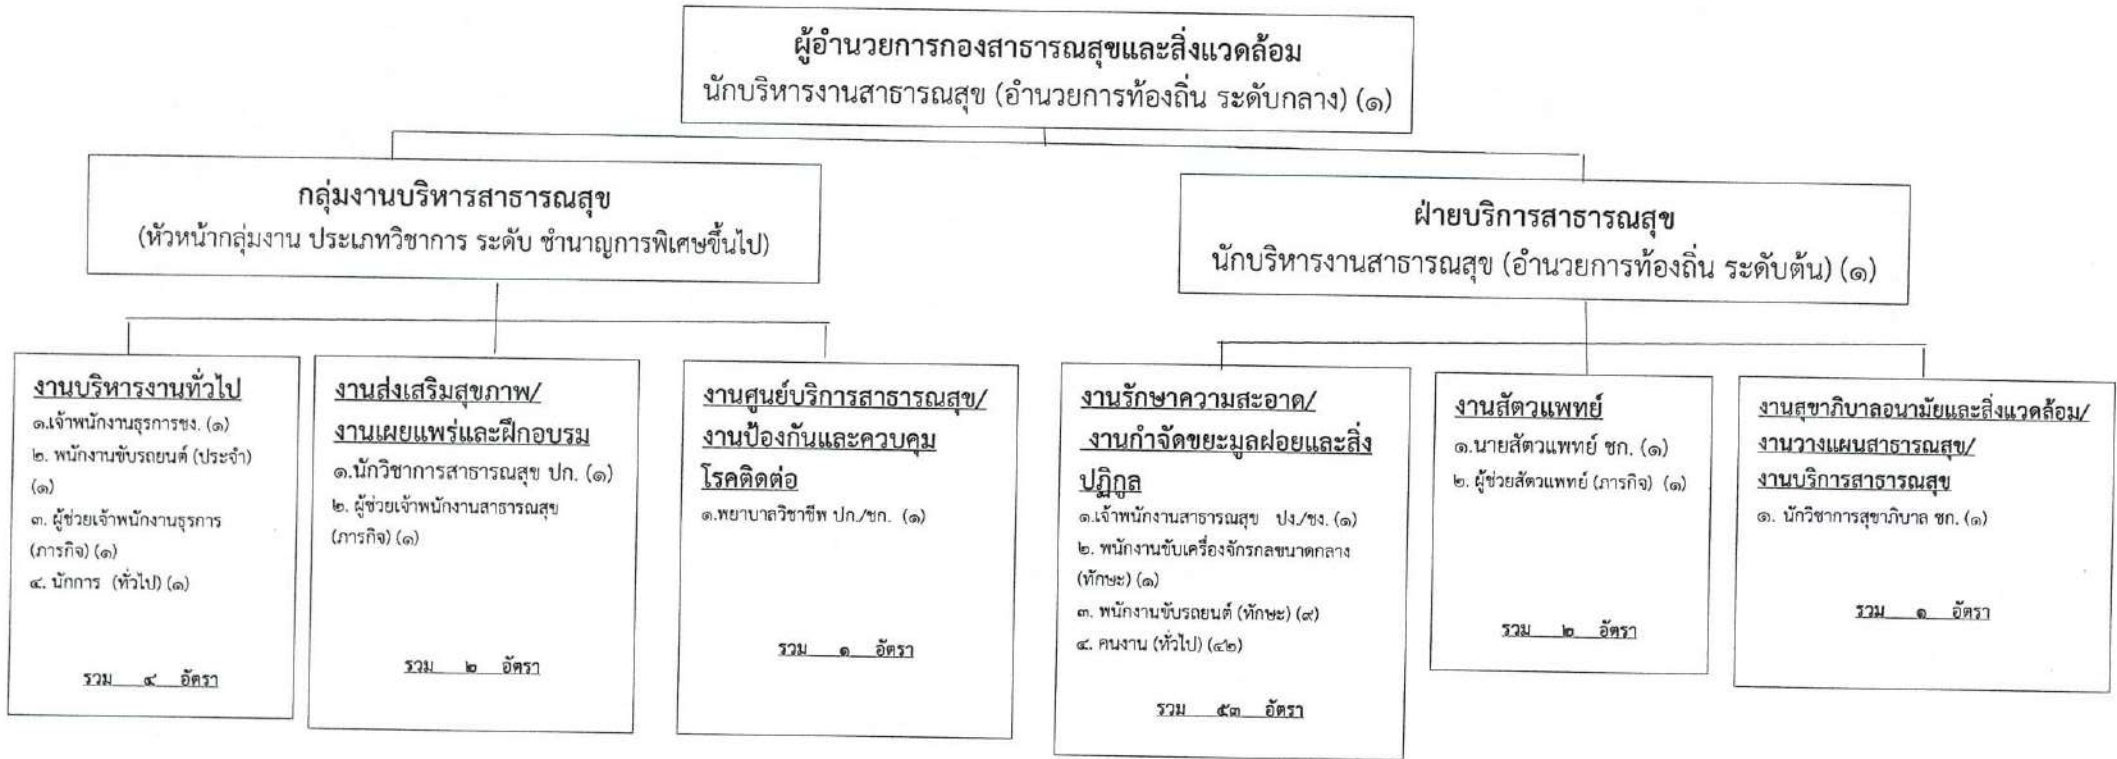 ผู้อำนวยการกองสาธารณสุขและสิ่งแวดล้อม
นักบริหารงานสาธารณสุข (อำนวยการท้องถิ่น ระดับกลาง) (๑)
กลุ่มงานบริหารสาธารณสุข
(หัวหน้ากลุ่มงาน ประเภทวิชาการ ระดับ ชำนาญการพิเศษขึ้นไป)
ฝ่ายบริการสาธารณสุข
นักบริหารงานสาธารณสุข (อำนวยการท้องถิ่น ระดับต้น) (๑)
งานบริหารงานทั่วไป
๑.เจ้าพนักงานธุรการชง. (๑)
๒. พนักงานขับรถยนต์ (ประจำ)
(๑)
๓. ผู้ช่วยเจ้าพนักงานธุรการ
(ภารกิจ) (๑)
๔. นักการ (ทั่วไป) (๑)
รวม ๔ อัตรา
งานส่งเสริมสุขภาพ/
งานเผยแพร่และฝึกอบรม
๑.นักวิชาการสาธารณสุข ปก. (๑)
๒. ผู้ช่วยเจ้าพนักงานสาธารณสุข
(ภารกิจ) (๑)
รวม ๒ อัตรา
งานศูนย์บริการสาธารณสุข/
งานป้องกันและควบคุม
โรคติดต่อ
๑.พยาบาลวิชาชีพ ปก./ชก. (๑)
รวม ๑ อัตรา
งานรักษาความสะอาด/
งานกำจัดขยะมูลฝอยและสิ่ง
ปฏิกูล
๑.เจ้าพนักงานสาธารณสุข ปง./ชง. (๑)
๒. พนักงานขับเครื่องจักรกลขนาดกลาง
(ทักษะ) (๑)
๓. พนักงานขับรถยนต์ (ทักษะ) (๙)
๔. คนงาน (ทั่วไป) (๔๒)
รวม ๕๓ อัตรา
งานสัตวแพทย์
๑.นายสัตวแพทย์ ชก. (๑)
๒. ผู้ช่วยสัตวแพทย์ (ภารกิจ) (๑)
รวม ๒ อัตรา
งานสุขาภิบาลอนามัยและสิ่งแวดล้อม/
งานวางแผนสาธารณสุข/
งานบริการสาธารณสุข
๑. นักวิชาการสุขาภิบาล ชก. (๑)
รวม ๑ อัตรา